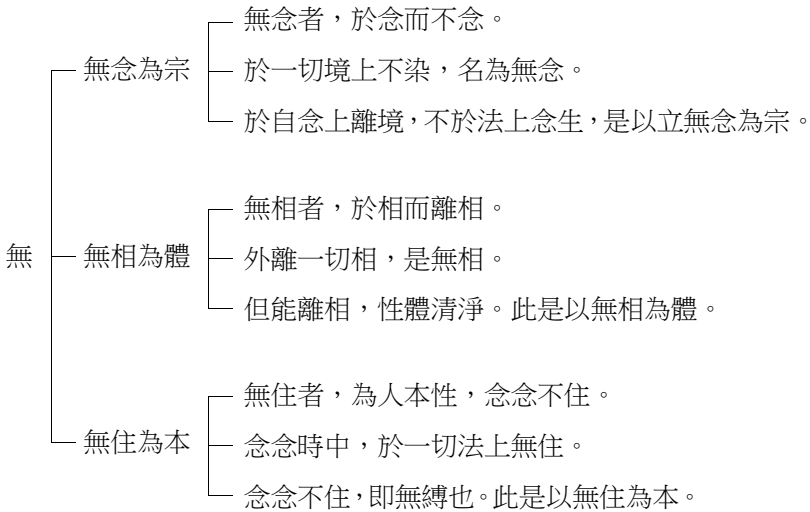 無
無念為宗
無念者，於念而不念。
於一切境上不染，名為無念。
於自念上離境，不於法上念生，是以立無念為宗。
無相為體
無相者，於相而離相。
外離一切相，是無相。
但能離相，性體清淨。此是以無相為體。
無住為本
無住者，為人本性，念念不住。
念念時中，於一切法上無住。
念念不住，即無縛也。此是以無住為本。